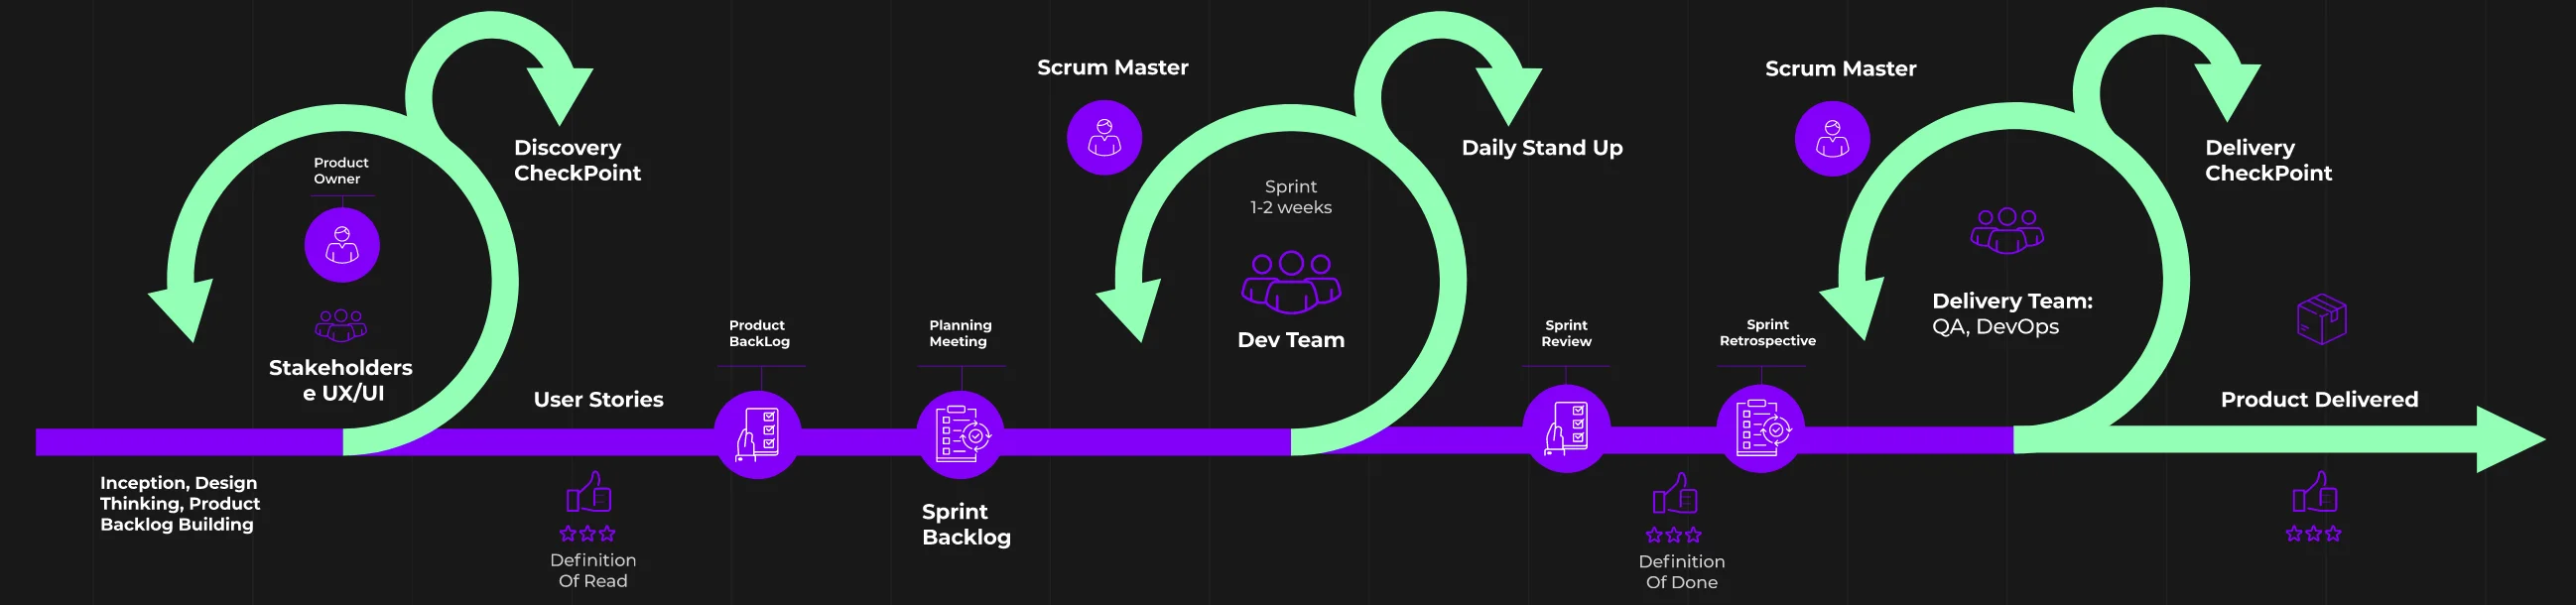 Product
Owner
Stakeholders
e UX/UI
Discovery
CheckPoint
Inception, Design
Thinking, Product
Backlog Building
User Stories
Definition
Of Read
Product
BackLog
Planning
Meeting
Sprint
Backlog
Scrum Master
Sprint
1-2 weeks
Dev Team
Daily Stand Up
Sprint
Review
Sprint
Retrospective
Definition
Of Done
Scrum Master
Delivery Team:
QA, DevOps
Delivery
CheckPoint
Product Delivered